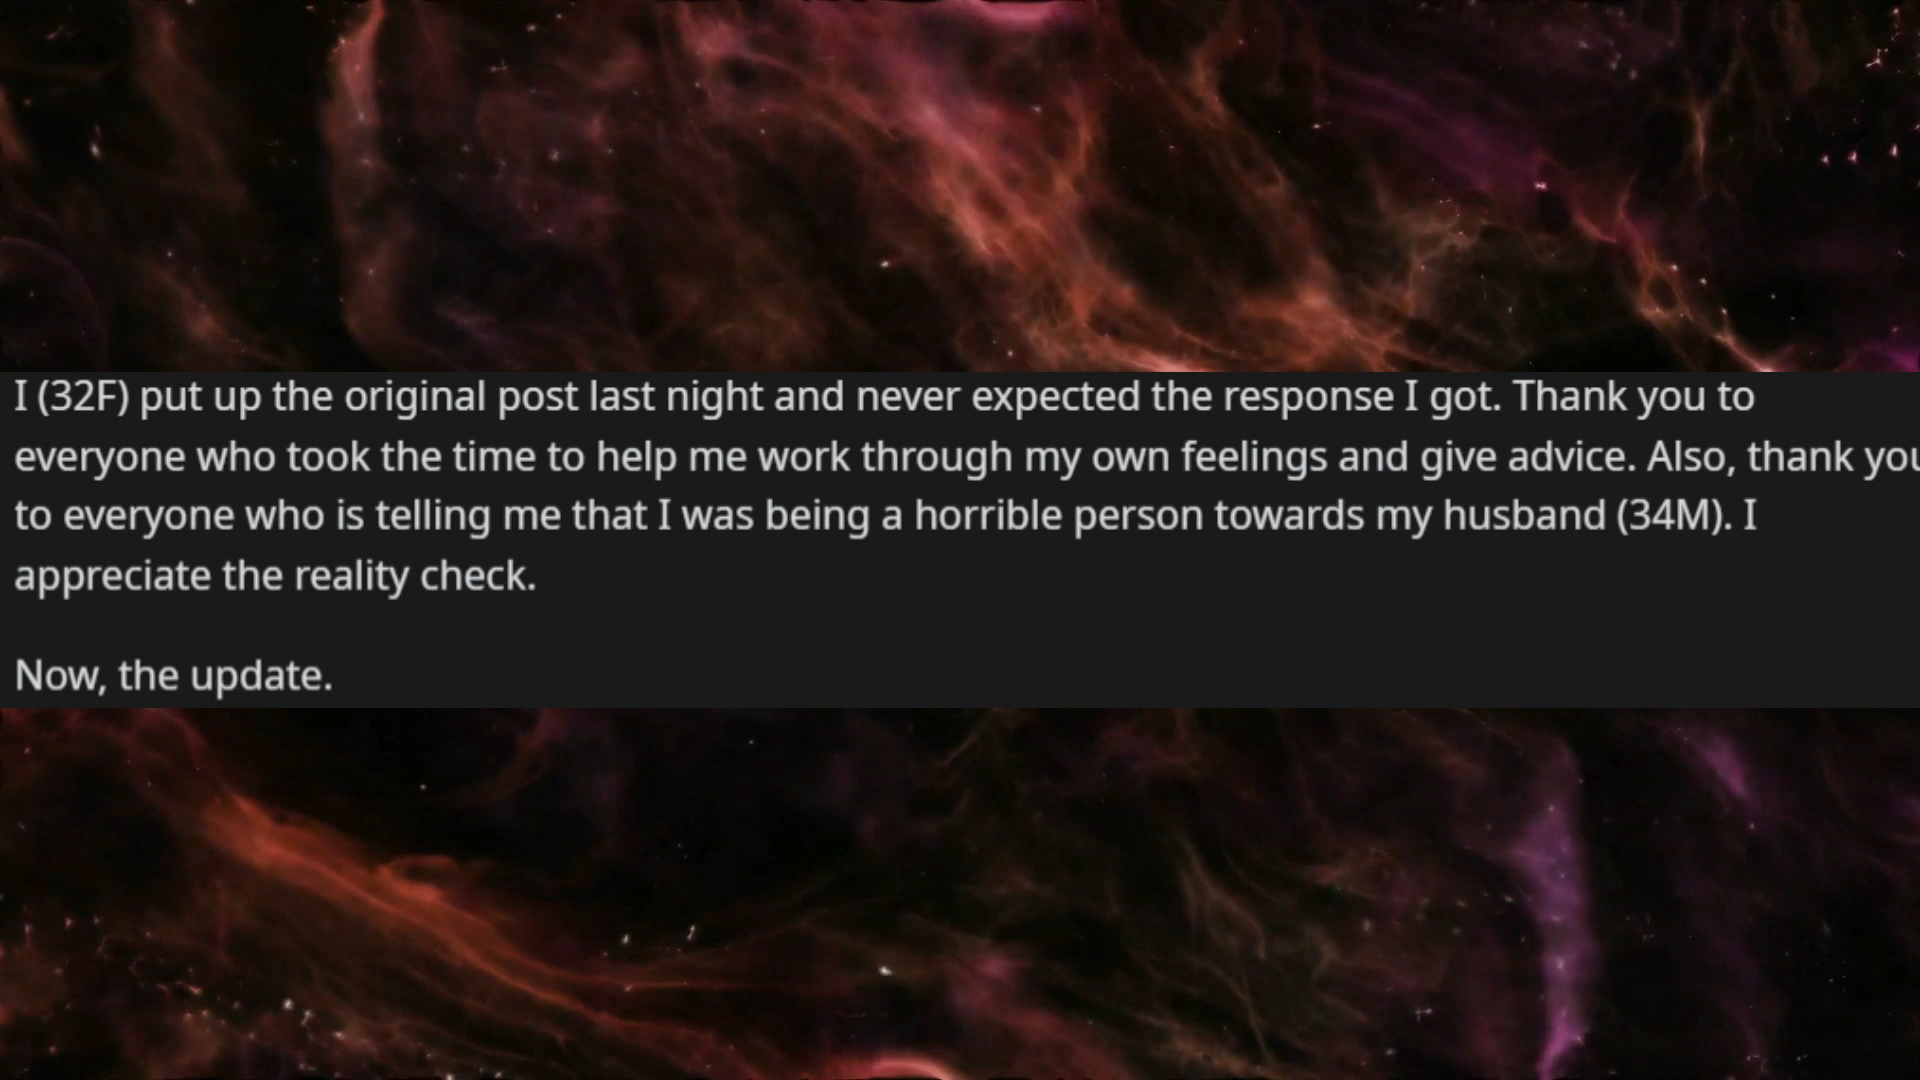 I (32F) put up the original post last night and never expected the response I got. Thank you to
everyone who took the time to help me work through my own feelings and give advice. Also, thank you
to everyone who is telling me that I was being a horrible person towards my husband (34M). I
appreciate the reality check.
Now, the update.